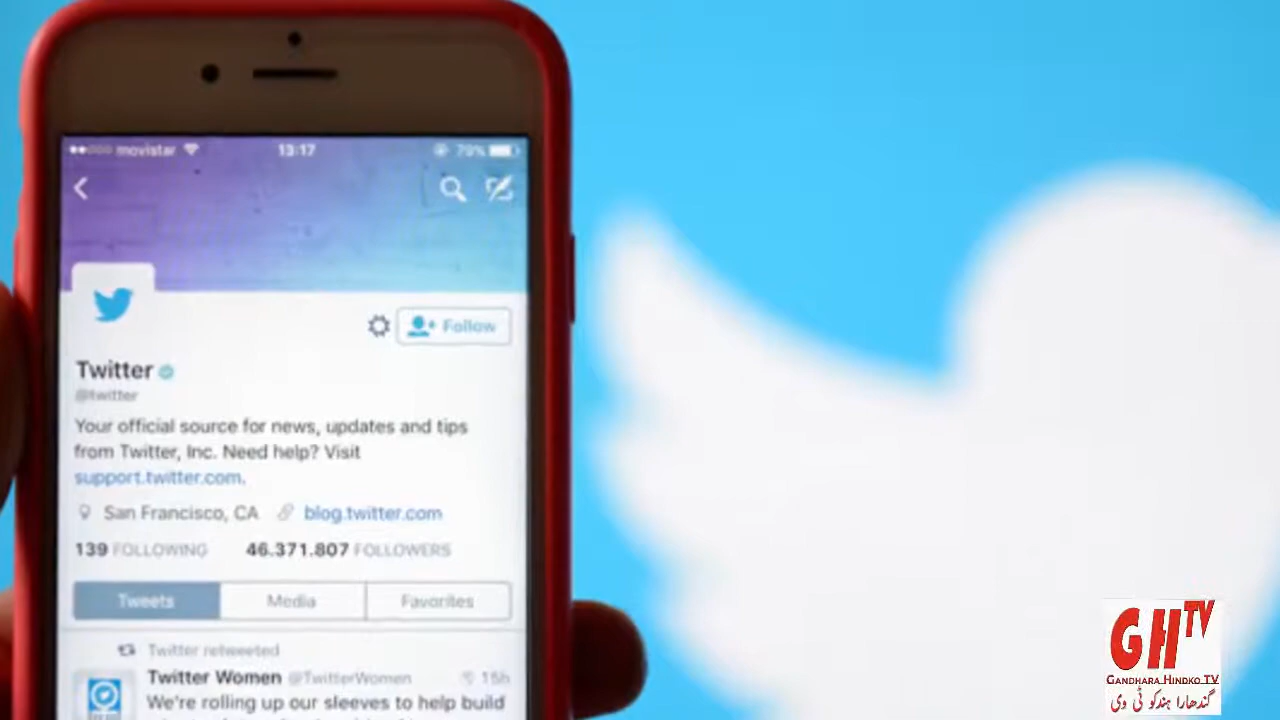 movistar 13:17 79%
Follow
Twitter
@twitter
Your official source for news, updates and tips
from Twitter, Inc. Need help? Visit
support.twitter.com.
San Francisco, CA blog.twitter.com
139 FOLLOWING 46.371.807 FOLLOWERS
Tweets Media Favorites
Twitter retweeted
Twitter Women @TwitterWomen 15h
We're rolling up our sleeves to help build
GHTV
GANDHARA HINDKO TV
گندھارا ہندکو ٹی وی